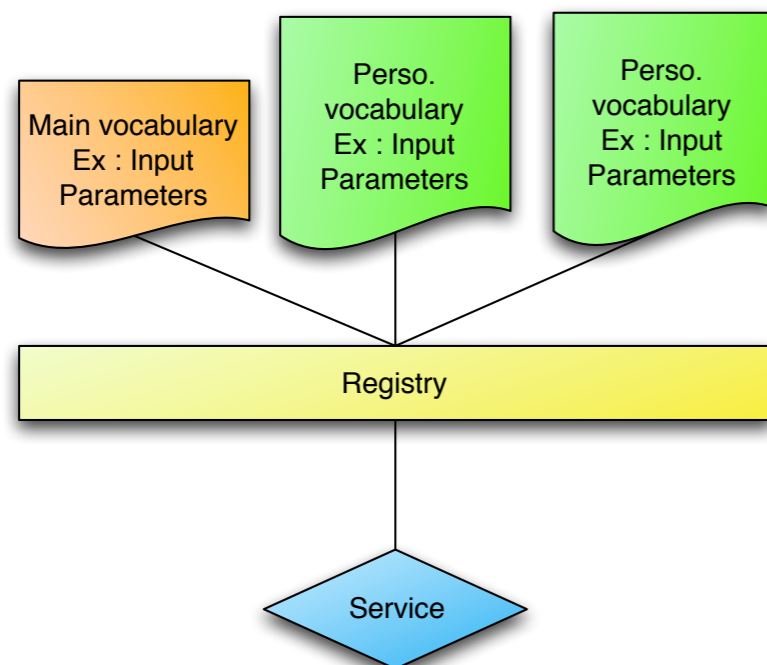 Main vocabulary
Ex : Input
Parameters
Perso.
vocabulary
Ex : Input
Parameters
Perso.
vocabulary
Ex : Input
Parameters
Registry
Service